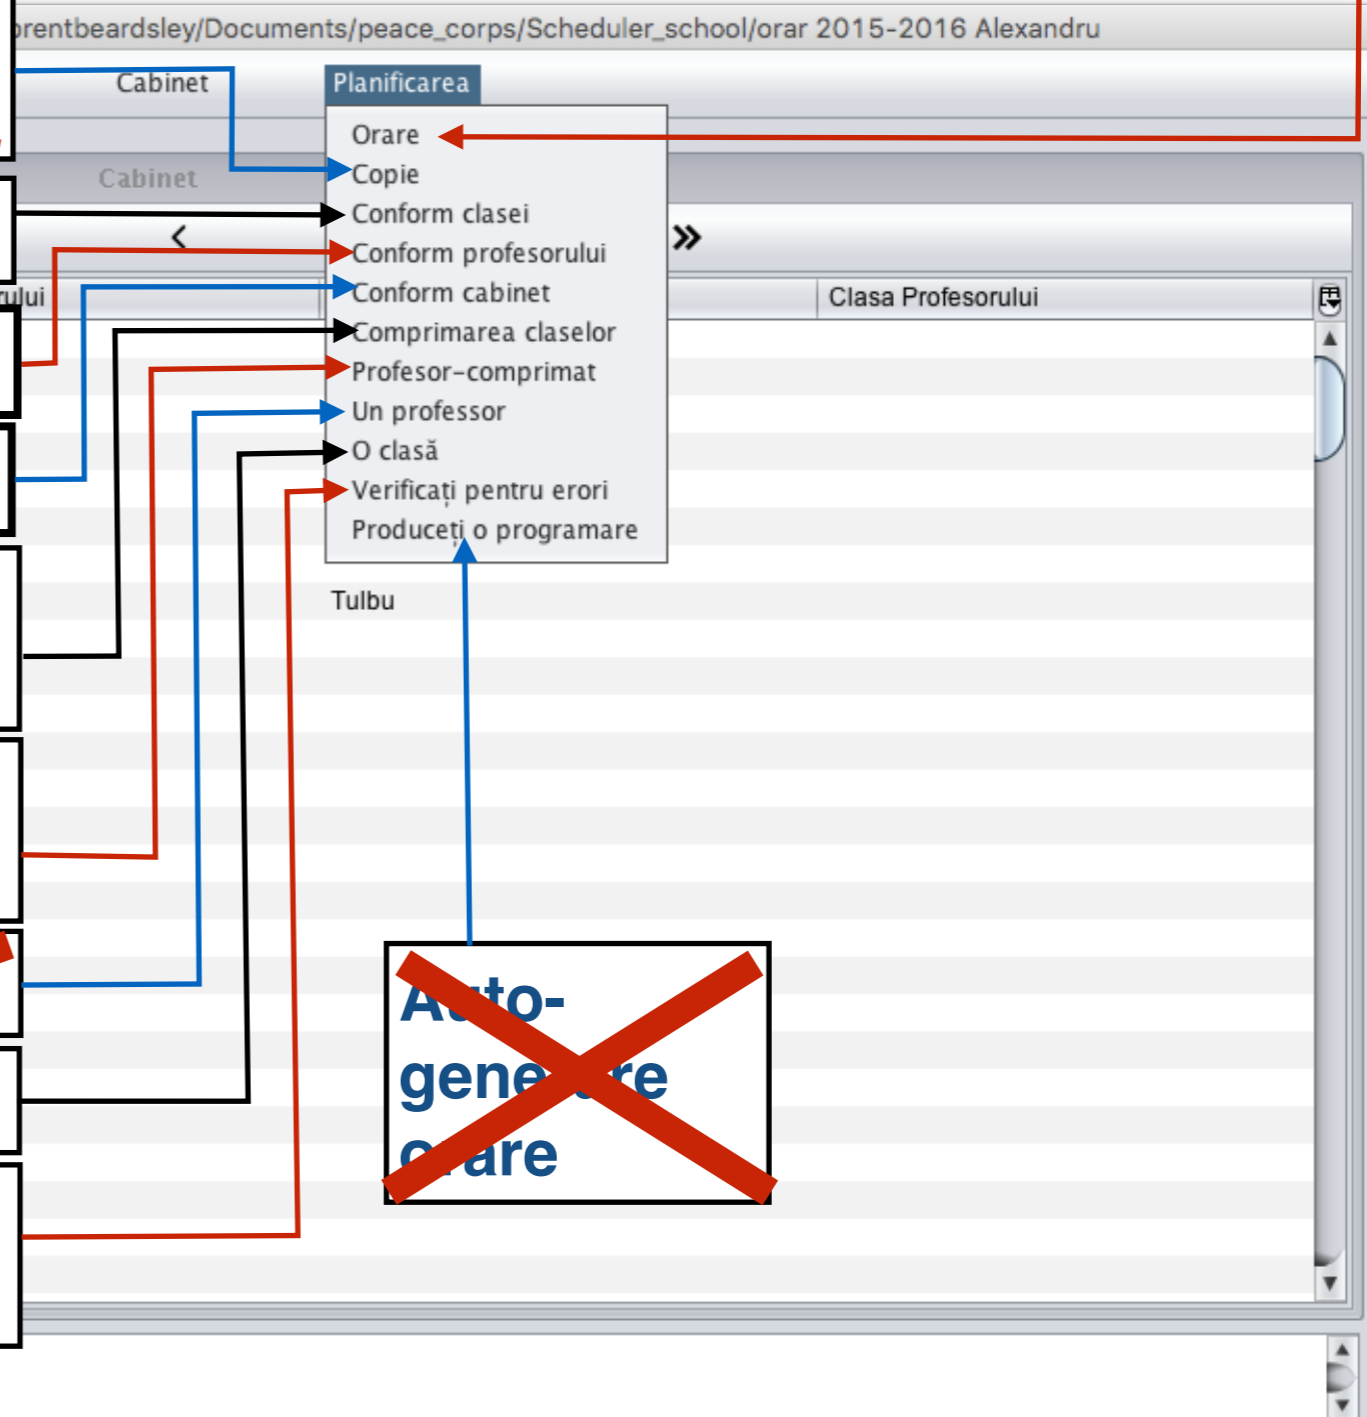 orentbeardsley/Documents/peace_corps/Scheduler_school/orar 2015-2016 Alexandru
Cabinet Planificarea
Orare
Copie
Cabinet
Conform clasei
Conform profesorului
Conform cabinet
rului Clasa Profesorului
Comprimarea claselor
Profesor-comprimat
Un professor
O clasă
Verificați pentru erori
Produceți o programare
Tulbu
Auto-
generare
orare